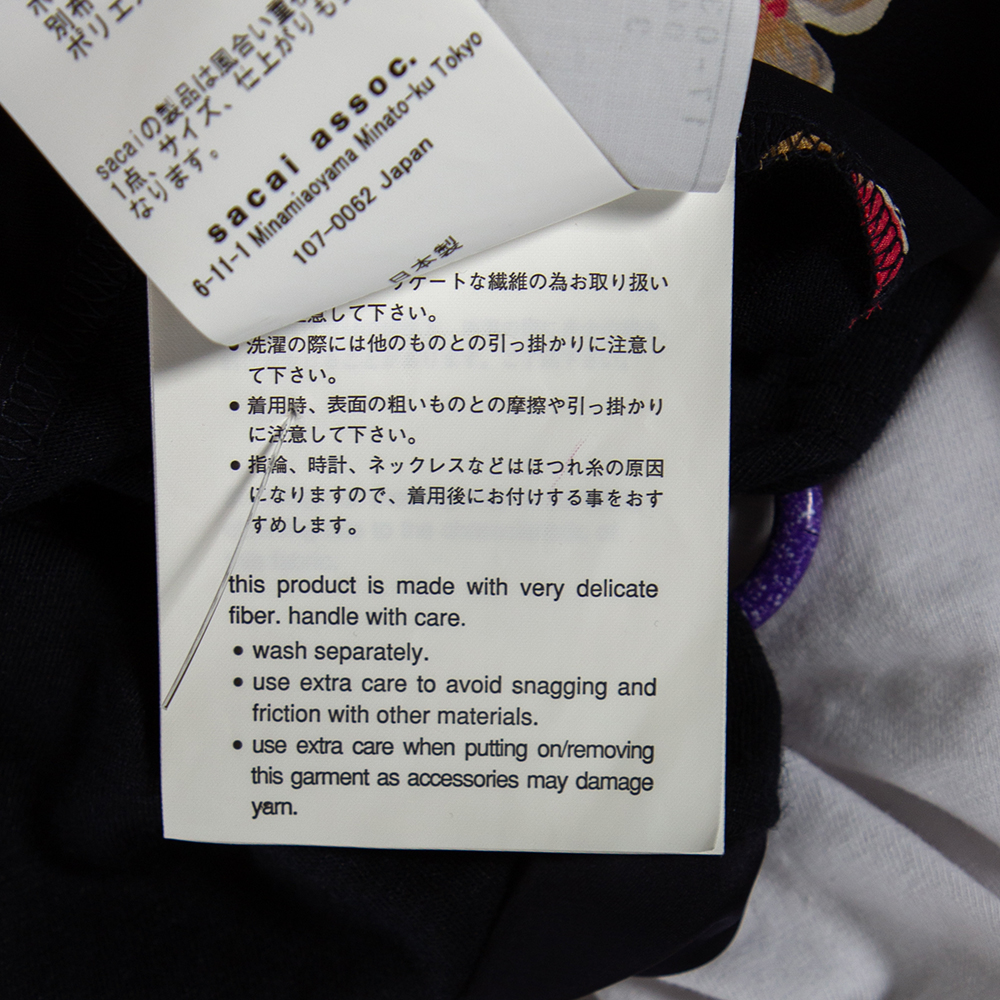 別布
ポリエス
sacaiの製品は風合い重視
1点、サイズ、仕上がりも
なります。
sacai assoc.
6-11-1 Minamiaoyama Minato-ku Tokyo
107-0062 Japan
日本製
ケートな繊維の為お取り扱い
意して下さい。
● 洗濯の際には他のものとの引っ掛かりに注意し
て下さい。
● 着用時、表面の粗いものとの摩擦や引っ掛かり
に注意して下さい。
● 指輪、時計、ネックレスなどはほつれ糸の原因
になりますので、着用後にお付けする事をおす
すめします。
this product is made with very delicate
fiber. handle with care.
● wash separately.
● use extra care to avoid snagging and
friction with other materials.
● use extra care when putting on/removing
this garment as accessories may damage
yarn.